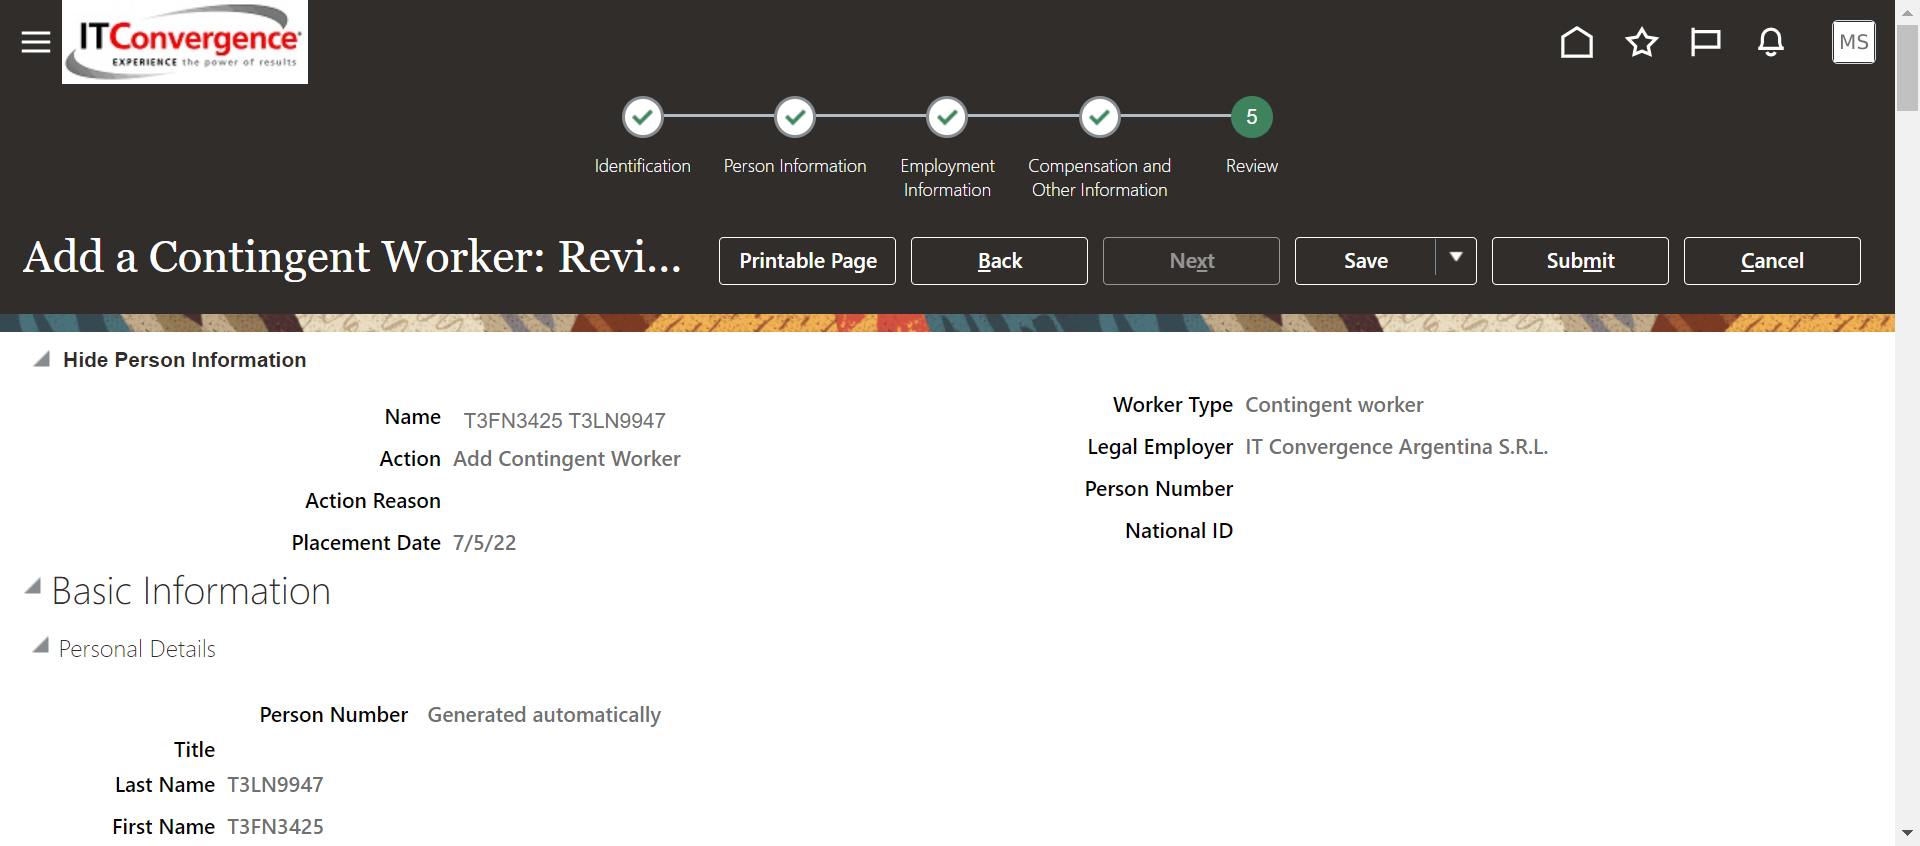 ITConvergence
EXPERIENCE the power of results
MS
5
Identification
Person Information
Employment
Information
Compensation and
Other Information
Review
Add a Contingent Worker: Revi...
Printable Page
Back
Next
Save
Submit
Cancel
Hide Person Information
Name T3FN3425 T3LN9947
Action Add Contingent Worker
Action Reason
Placement Date 7/5/22
Worker Type Contingent worker
Legal Employer IT Convergence Argentina S.R.L.
Person Number
National ID
Basic Information
Personal Details
Person Number Generated automatically
Title
Last Name T3LN9947
First Name T3FN3425